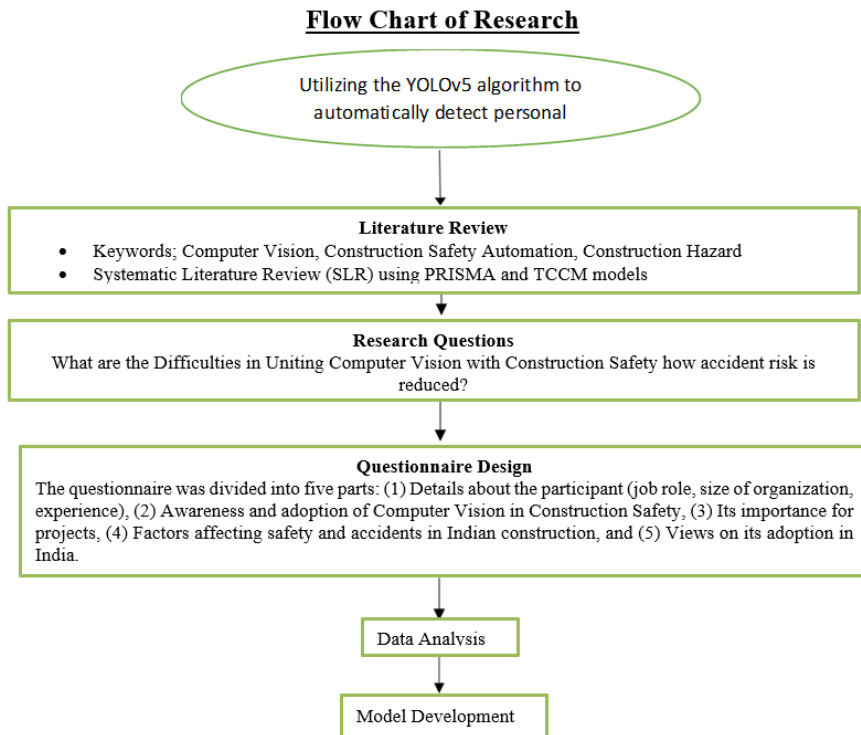 Flow Chart of Research
Utilizing the YOLOv5 algorithm to
automatically detect personal
Literature Review
• Keywords; Computer Vision, Construction Safety Automation, Construction Hazard
• Systematic Literature Review (SLR) using PRISMA and TCCM models
Research Questions
What are the Difficulties in Uniting Computer Vision with Construction Safety how accident risk is
reduced?
Questionnaire Design
The questionnaire was divided into five parts: (1) Details about the participant (job role, size of organization,
experience), (2) Awareness and adoption of Computer Vision in Construction Safety, (3) Its importance for
projects, (4) Factors affecting safety and accidents in Indian construction, and (5) Views on its adoption in
India.
Data Analysis
Model Development